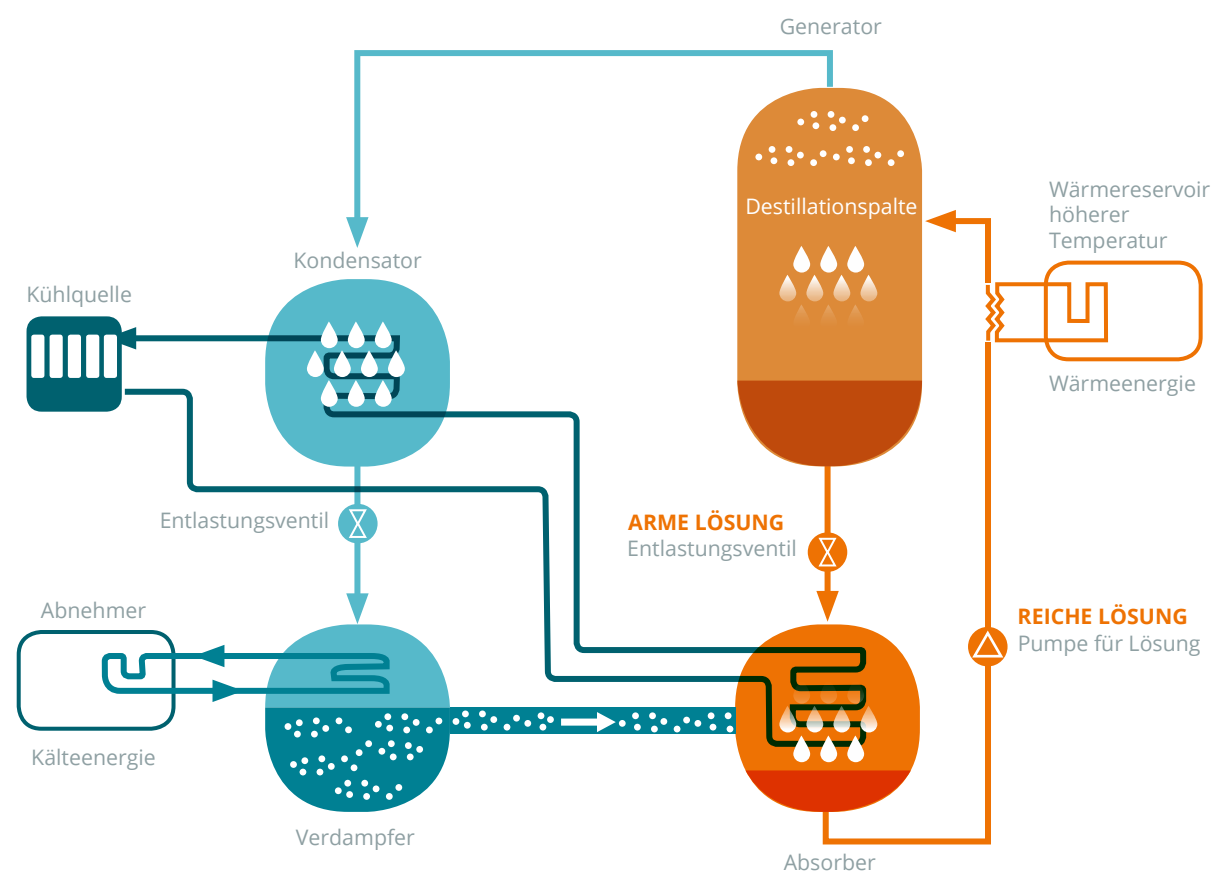 Generator
Destillationspalte
Wärmereservoir
höherer
Temperatur
Kondensator
Kühlquelle
Wärmeenergie
Entlastungsventil
ARME LÖSUNG
Entlastungsventil
Abnehmer
REICHE LÖSUNG
Pumpe für Lösung
Kälteenergie
Verdampfer
Absorber